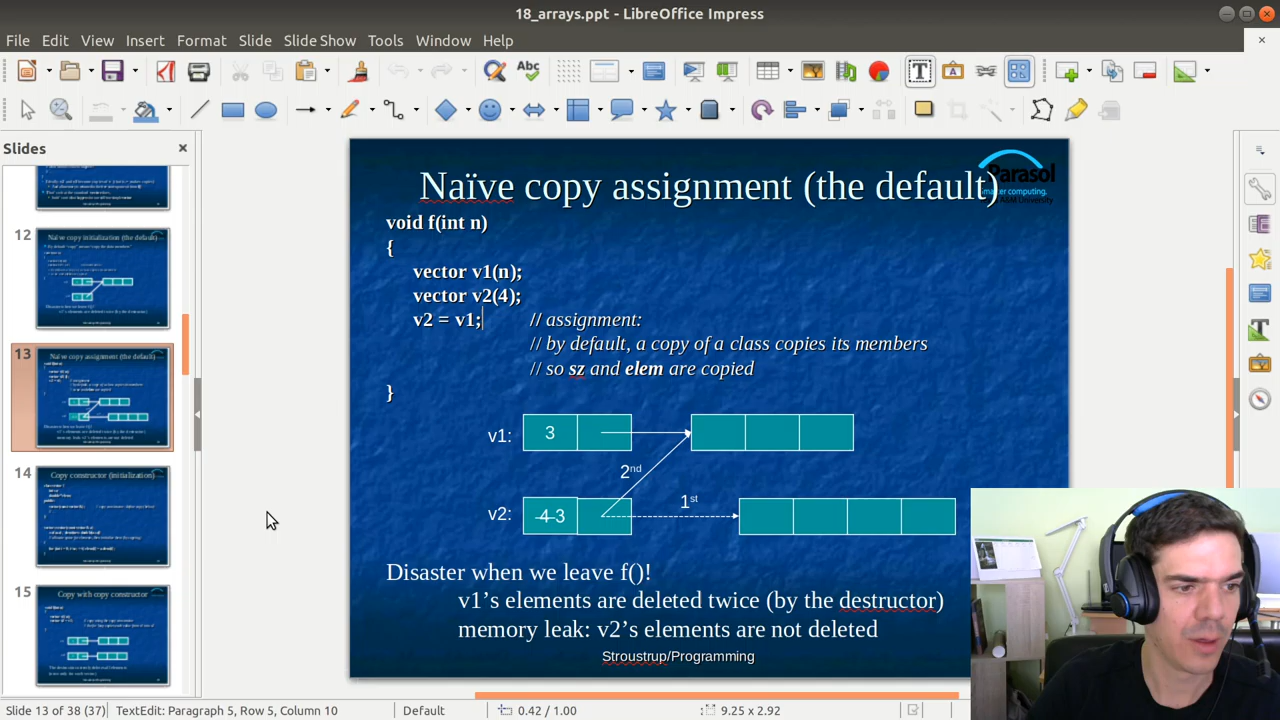 18_arrays.ppt - LibreOffice Impress
File Edit View Insert Format Slide Slide Show Tools Window Help
Abc
Slides
12
Naïve copy initialization (the default)
13
Naïve copy assignment (the default)
14
Copy constructor (initialization)
15
Copy with copy constructor
Naïve copy assignment (the default)
Parasol
void f(int n)
{
vector v1(n);
vector v2(4);
v2 = v1; // assignment:
// by default, a copy of a class copies its members
// so sz and elem are copied
}
v1: 3
2nd
1st
v2: 4 3
Disaster when we leave f()!
v1’s elements are deleted twice (by the destructor)
memory leak: v2’s elements are not deleted
Stroustrup/Programming
Slide 13 of 38 (37) TextEdit: Paragraph 5, Row 5, Column 10 Default 0.42 / 1.00 9.25 x 2.92